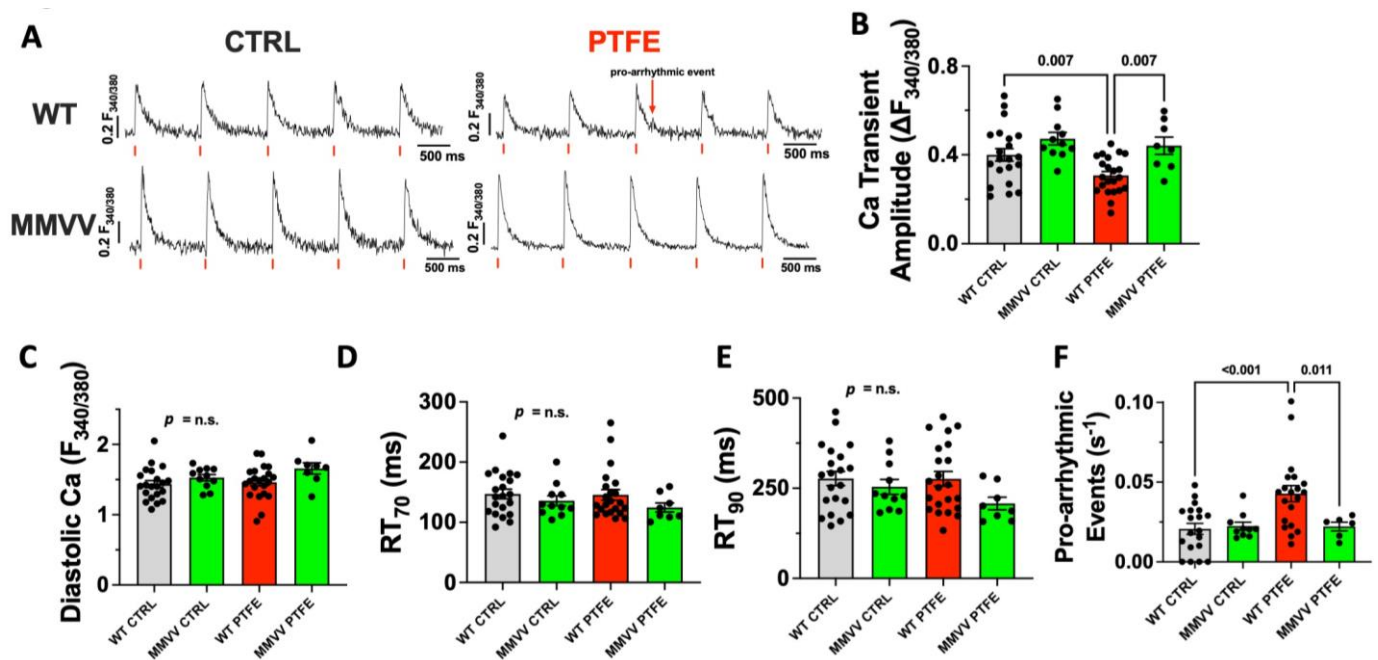 A
CTRL
PTFE
WT
0.2 F340/380
500 ms
pro-arrhythmic event
0.2 F340/380
500 ms
MMVV
0.2 F340/380
500 ms
0.2 F340/380
500 ms
B
0.007
0.007
Ca Transient
Amplitude (ΔF340/380)
0.8
0.4
0.0
WT CTRL
MMVV CTRL
WT PTFE
MMVV PTFE
C
p = n.s.
Diastolic Ca (F340/380)
2
1
0
WT CTRL
MMVV CTRL
WT PTFE
MMVV PTFE
D
p = n.s.
RT70 (ms)
300
200
100
0
WT CTRL
MMVV CTRL
WT PTFE
MMVV PTFE
E
p = n.s.
RT90 (ms)
500
250
0
WT CTRL
MMVV CTRL
WT PTFE
MMVV PTFE
F
<0.001
0.011
Pro-arrhythmic
Events (s-1)
0.10
0.05
0.00
WT CTRL
MMVV CTRL
WT PTFE
MMVV PTFE